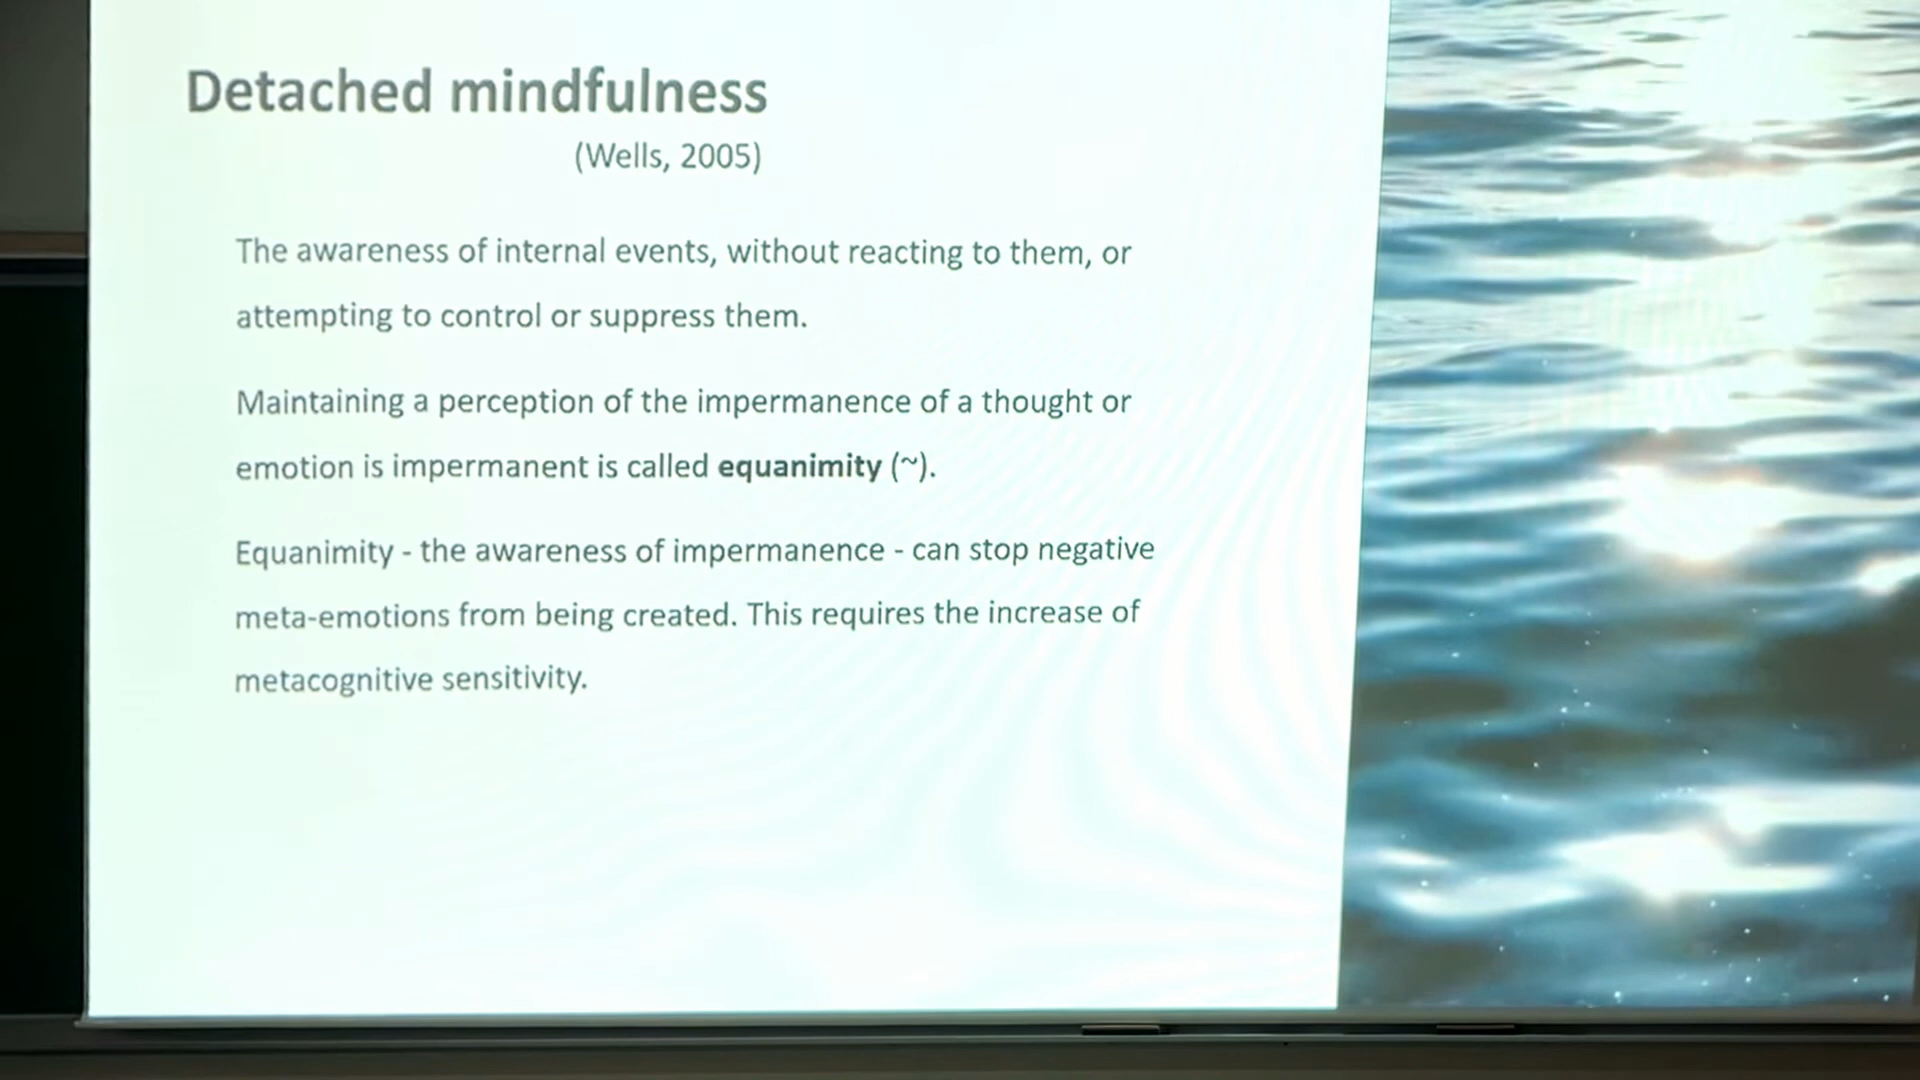 Detached mindfulness
(Wells, 2005)
The awareness of internal events, without reacting to them, or
attempting to control or suppress them.
Maintaining a perception of the impermanence of a thought or
emotion is impermanent is called equanimity (~).
Equanimity - the awareness of impermanence - can stop negative
meta-emotions from being created. This requires the increase of
metacognitive sensitivity.